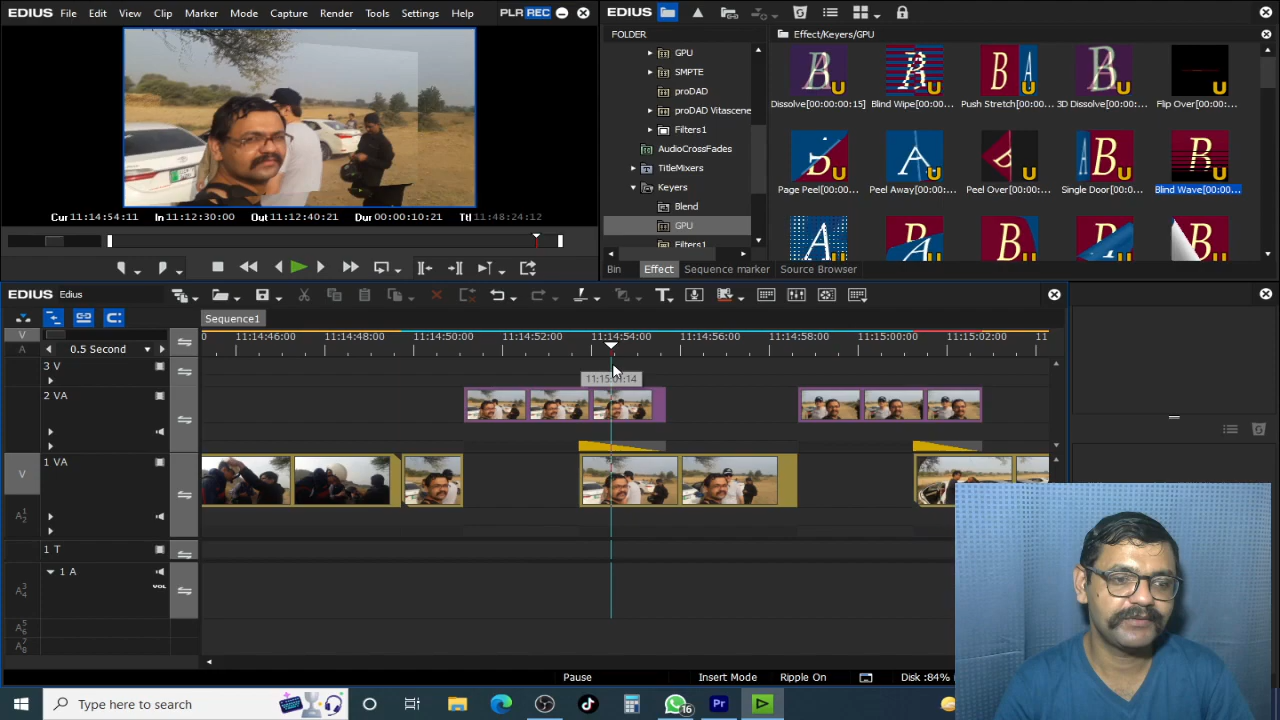 EDIUS File Edit View Clip Marker Mode Capture Render Tools Settings Help PLR REC
Cur 11:14:54:11 In 11:12:30:00 Out 11:12:40:21 Dur 00:00:10:21 Ttl 11:48:24:12
EDIUS
FOLDER
Effect/Keyers/GPU
GPU
SMPTE
proDAD
proDAD Vitascene
Filters1
AudioCrossFades
TitleMixers
Keyers
Blend
GPU
Filters1
Dissolve[00:00:00:15] Blind Wipe[00:00... Push Stretch[00:00:... 3D Dissolve[00:00:... Flip Over[00:00:...
Page Peel[00:00:0... Peel Away[00:00:... Peel Over[00:00:... Single Door[00:0... Blind Wave[00:00...
Bin Effect Sequence marker Source Browser
EDIUS Edius
Sequence1
V
A
0.5 Second
11:14:46:00 11:14:48:00 11:14:50:00 11:14:52:00 11:14:54:00 11:14:56:00 11:14:58:00 11:15:00:00 11:15:02:00 11
3 V
2 VA
V
1 VA
1 T
1 A
VOL
Pause Insert Mode Ripple On Disk :84%
Type here to search
16
Pr